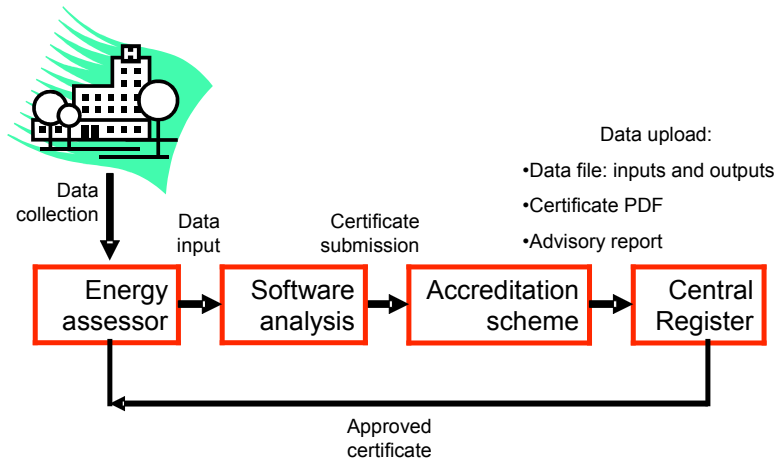 Data upload:
•Data file: inputs and outputs
•Certificate PDF
•Advisory report
Data
collection
Data
input
Certificate
submission
Energy
assessor
Software
analysis
Accreditation
scheme
Central
Register
Approved
certificate